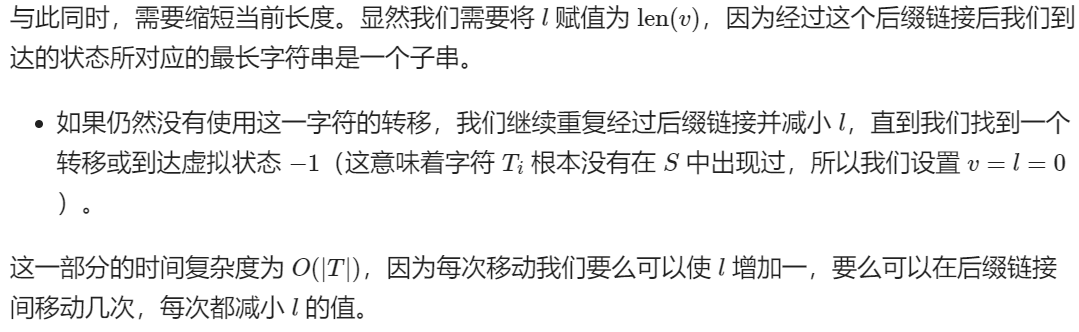 与此同时，需要缩短当前长度。显然我们需要将 l 赋值为 len(v)，因为经过这个后缀链接后我们到
达的状态所对应的最长字符串是一个子串。
• 如果仍然没有使用这一字符的转移，我们继续重复经过后缀链接并减小 l，直到我们找到一个
转移或到达虚拟状态 −1（这意味着字符 Tᵢ 根本没有在 S 中出现过，所以我们设置 v = l = 0
）。
这一部分的时间复杂度为 O(|T|)，因为每次移动我们要么可以使 l 增加一，要么可以在后缀链接
间移动几次，每次都减小 l 的值。